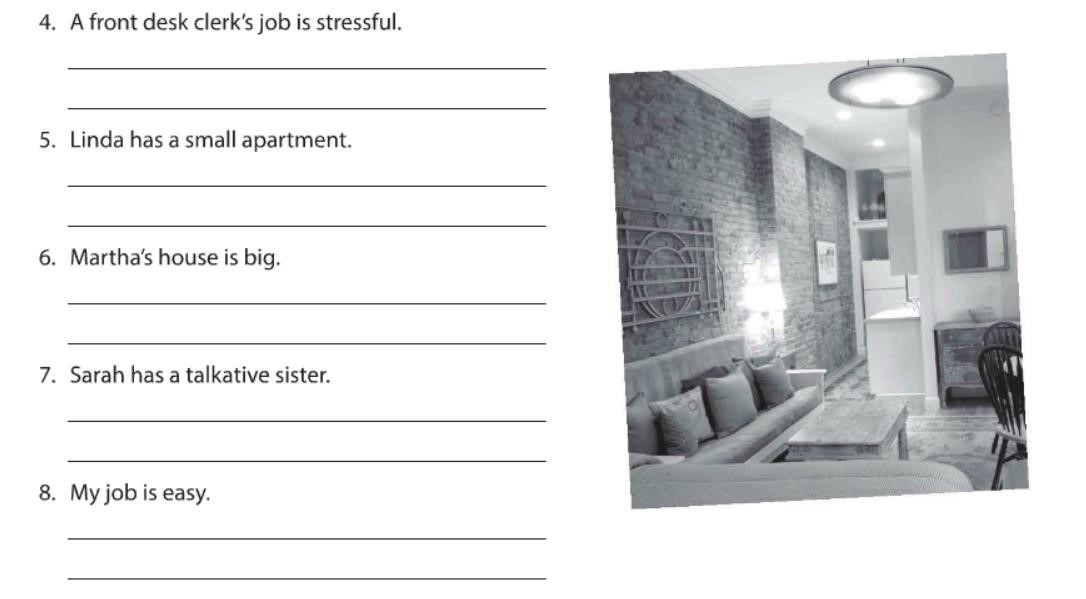 4. A front desk clerk's job is stressful.
5. Linda has a small apartment.
6. Martha's house is big.
7. Sarah has a talkative sister.
8. My job is easy.